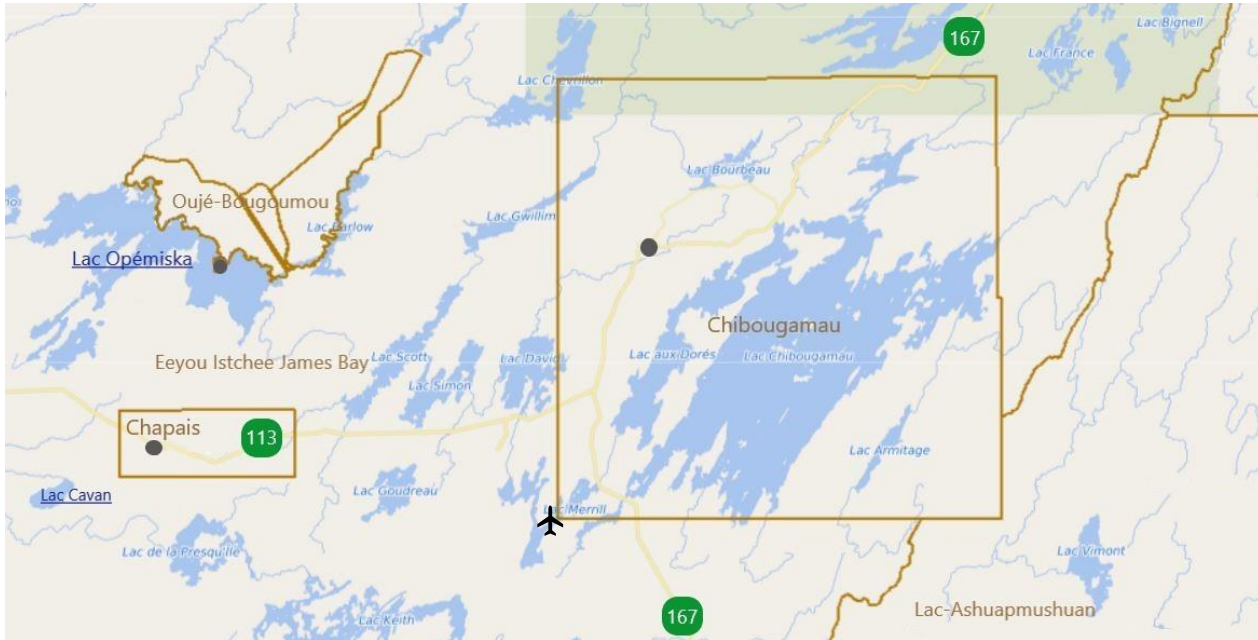 167
Lac Bignell
Lac France
Lac Chevrillon
Lac Bourbeau
Oujé-Bougoumou
Lac Gwillim
Lac Barlow
Lac Opémiska
Chibougamau
Lac aux Dorés
Lac Chibougamau
Eeyou Istchee James Bay
Lac Scott
Lac David
Lac Simon
Chapais
113
Lac Armitage
Lac Cavan
Lac Goudreau
Lac Merrill
Lac de la Presqu'île
Lac Vimont
167
Lac-Ashuapmushuan
Lac Keith